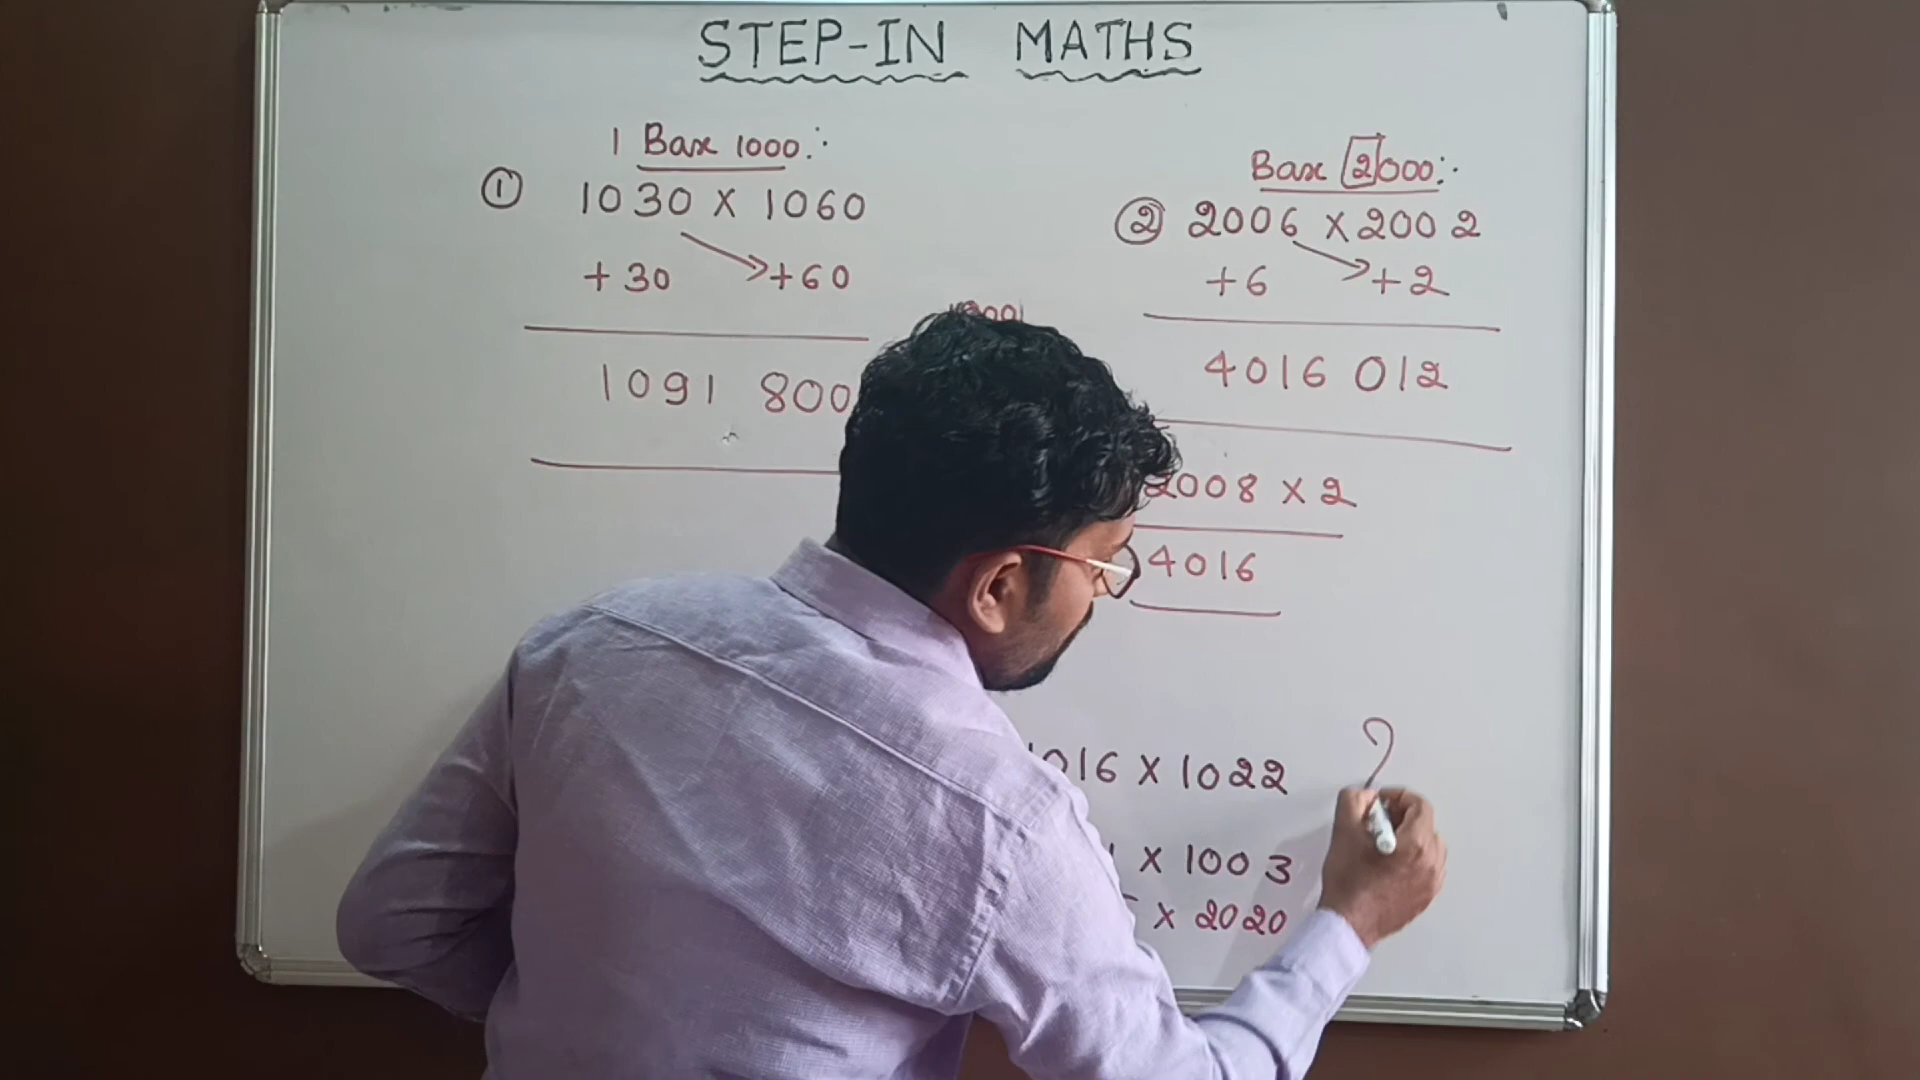 STEP-IN MATHS
1 Base 1000:
① 1030 x 1060
+30 +60
1091 800
Base 2000:
② 2006 x 2002
+6 +2
4016 012
2008 x 2
4016
016 x 1022
x 1003
x 2020
?